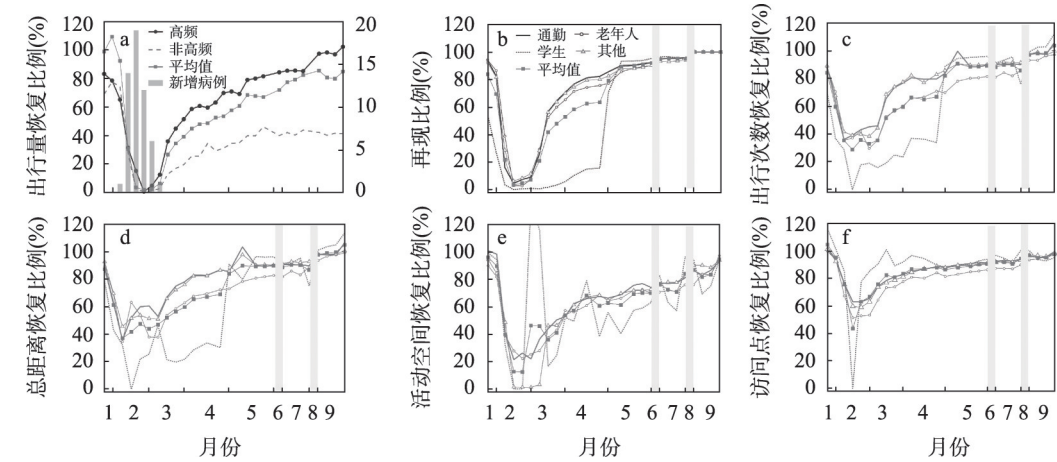 出行量恢复比例(%)
120
100
80
60
40
20
0
a
高频
非高频
平均值
新增病例
20
15
10
5
0
再现比例(%)
120
100
80
60
40
20
0
b
通勤
老年人
学生
其他
平均值
出行次数恢复比例(%)
120
100
80
60
40
20
0
c
总距离恢复比例(%)
120
100
80
60
40
20
0
d
1 2 3 4 5 6 7 8 9
月份
活动空间恢复比例(%)
120
100
80
60
40
20
0
e
1 2 3 4 5 6 7 8 9
月份
访问点恢复比例(%)
120
100
80
60
40
20
0
f
1 2 3 4 5 6 7 8 9
月份